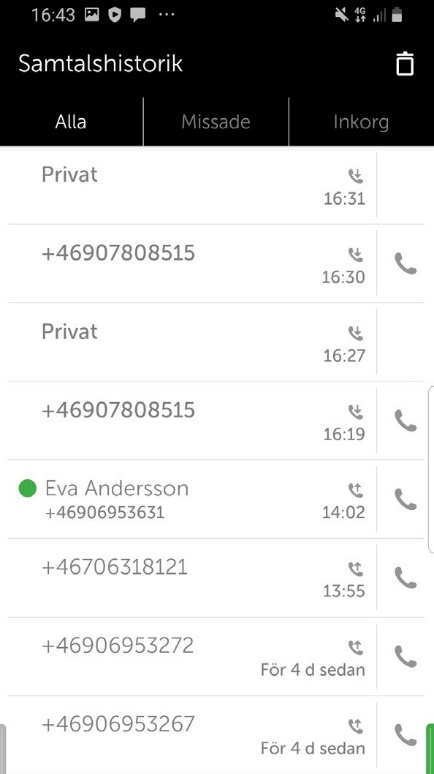 16:43
4G
Samtalshistorik
Alla
Missade
Inkorg
Privat
16:31
+46907808515
16:30
Privat
16:27
+46907808515
16:19
Eva Andersson
+46906953631
14:02
+46706318121
13:55
+46906953272
För 4 d sedan
+46906953267
För 4 d sedan